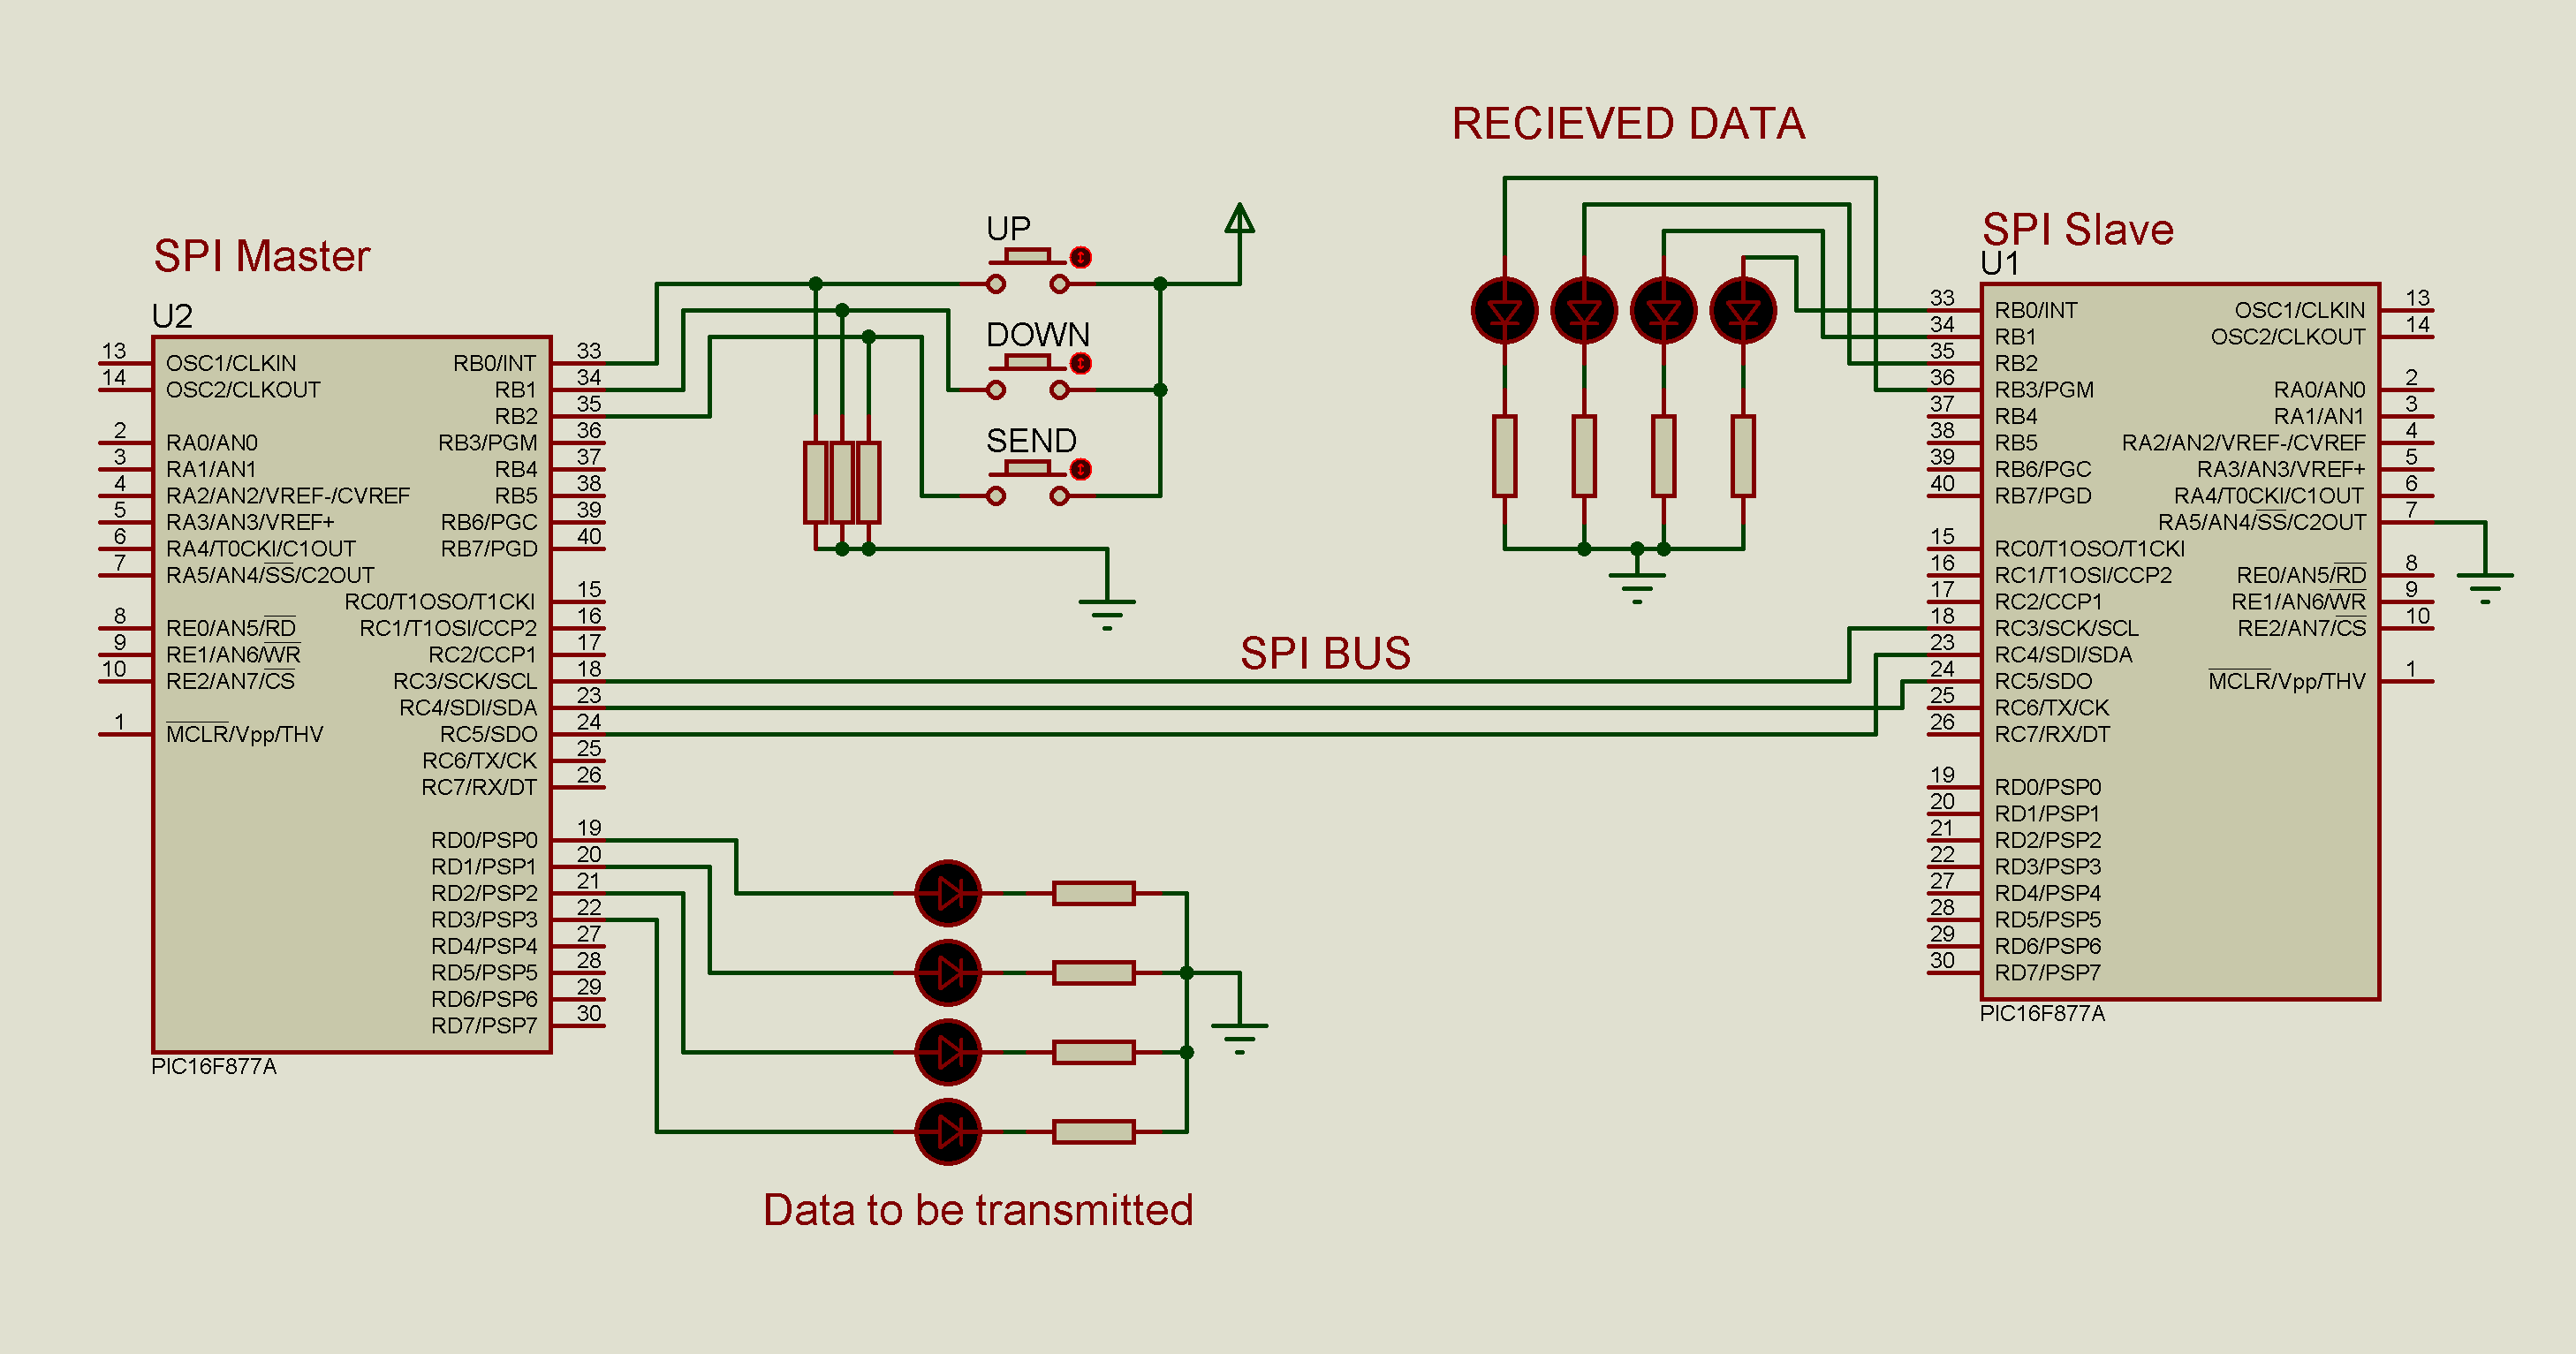 RECIEVED DATA
SPI Master
U2
13
OSC1/CLKIN
14
OSC2/CLKOUT
2
RA0/AN0
3
RA1/AN1
4
RA2/AN2/VREF-/CVREF
5
RA3/AN3/VREF+
6
RA4/T0CKI/C1OUT
7
RA5/AN4/SS/C2OUT
8
RE0/AN5/RD
9
RE1/AN6/WR
10
RE2/AN7/CS
1
MCLR/Vpp/THV
RB0/INT
33
RB1
34
RB2
35
RB3/PGM
36
RB4
37
RB5
38
RB6/PGC
39
RB7/PGD
40
RC0/T1OSO/T1CKI
15
RC1/T1OSI/CCP2
16
RC2/CCP1
17
RC3/SCK/SCL
18
RC4/SDI/SDA
23
RC5/SDO
24
RC6/TX/CK
25
RC7/RX/DT
26
RD0/PSP0
19
RD1/PSP1
20
RD2/PSP2
21
RD3/PSP3
22
RD4/PSP4
27
RD5/PSP5
28
RD6/PSP6
29
RD7/PSP7
30
PIC16F877A
UP
DOWN
SEND
SPI BUS
Data to be transmitted
SPI Slave
U1
33
RB0/INT
34
RB1
35
RB2
36
RB3/PGM
37
RB4
38
RB5
39
RB6/PGC
40
RB7/PGD
15
RC0/T1OSO/T1CKI
16
RC1/T1OSI/CCP2
17
RC2/CCP1
18
RC3/SCK/SCL
23
RC4/SDI/SDA
24
RC5/SDO
25
RC6/TX/CK
26
RC7/RX/DT
19
RD0/PSP0
20
RD1/PSP1
21
RD2/PSP2
22
RD3/PSP3
27
RD4/PSP4
28
RD5/PSP5
29
RD6/PSP6
30
RD7/PSP7
OSC1/CLKIN
13
OSC2/CLKOUT
14
RA0/AN0
2
RA1/AN1
3
RA2/AN2/VREF-/CVREF
4
RA3/AN3/VREF+
5
RA4/T0CKI/C1OUT
6
RA5/AN4/SS/C2OUT
7
RE0/AN5/RD
8
RE1/AN6/WR
9
RE2/AN7/CS
10
MCLR/Vpp/THV
1
PIC16F877A